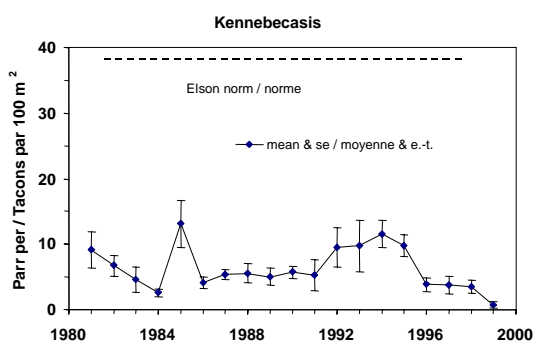 Kennebecasis
Parr per / Tacons par 100 m ²
40
30
20
10
0
Elson norm / norme
mean & se / moyenne & e.-t.
1980 1984 1988 1992 1996 2000